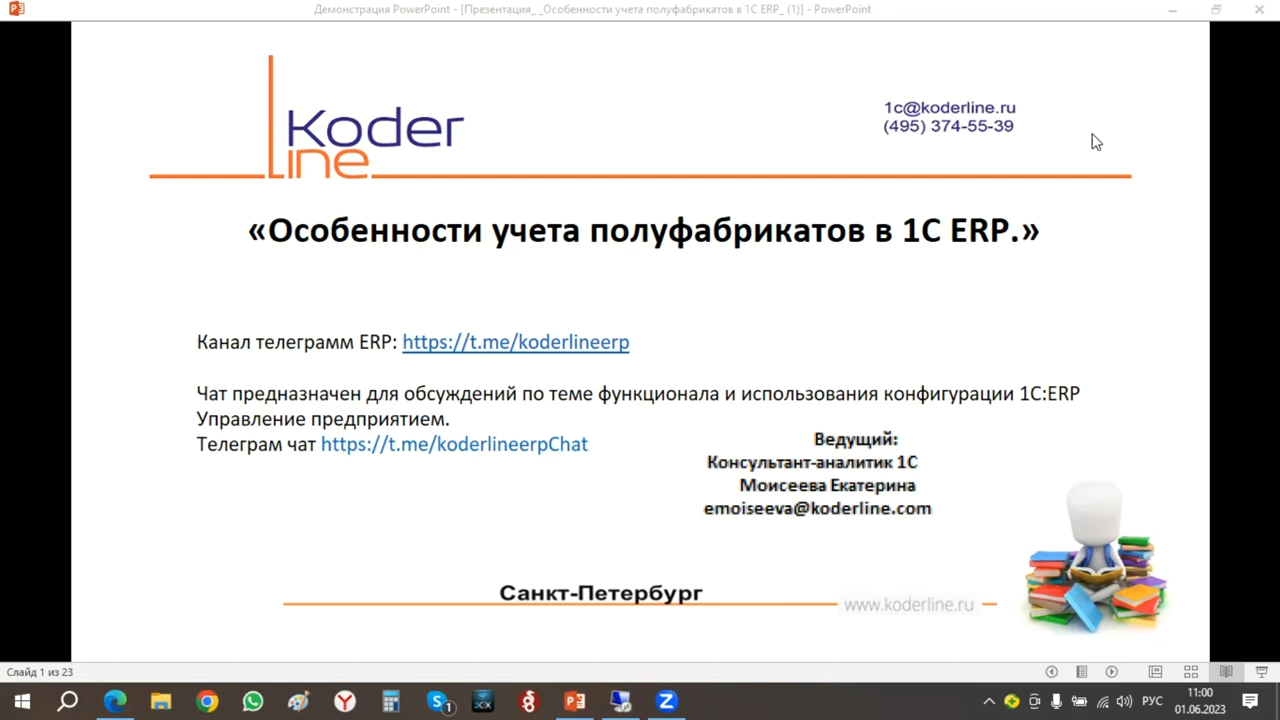 Демонстрация PowerPoint - [Презентация_ _Особенности учета полуфабрикатов в 1С ERP_ (1)] - PowerPoint
Koder
Line
1c@koderline.ru
(495) 374-55-39
«Особенности учета полуфабрикатов в 1С ERP.»
Канал телеграмм ERP: https://t.me/koderlineerp
Чат предназначен для обсуждений по теме функционала и использования конфигурации 1С:ERP
Управление предприятием.
Телеграм чат https://t.me/koderlineerpChat
Ведущий:
Консультант-аналитик 1С
Моисеева Екатерина
emoiseeva@koderline.com
Санкт-Петербург
www.koderline.ru
Слайд 1 из 23
S 1
3CX
РУС
11:00
01.06.2023